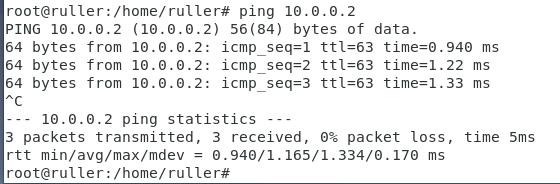 root@ruller:/home/ruller# ping 10.0.0.2
PING 10.0.0.2 (10.0.0.2) 56(84) bytes of data.
64 bytes from 10.0.0.2: icmp_seq=1 ttl=63 time=0.940 ms
64 bytes from 10.0.0.2: icmp_seq=2 ttl=63 time=1.22 ms
64 bytes from 10.0.0.2: icmp_seq=3 ttl=63 time=1.33 ms
^C
--- 10.0.0.2 ping statistics ---
3 packets transmitted, 3 received, 0% packet loss, time 5ms
rtt min/avg/max/mdev = 0.940/1.165/1.334/0.170 ms
root@ruller:/home/ruller#